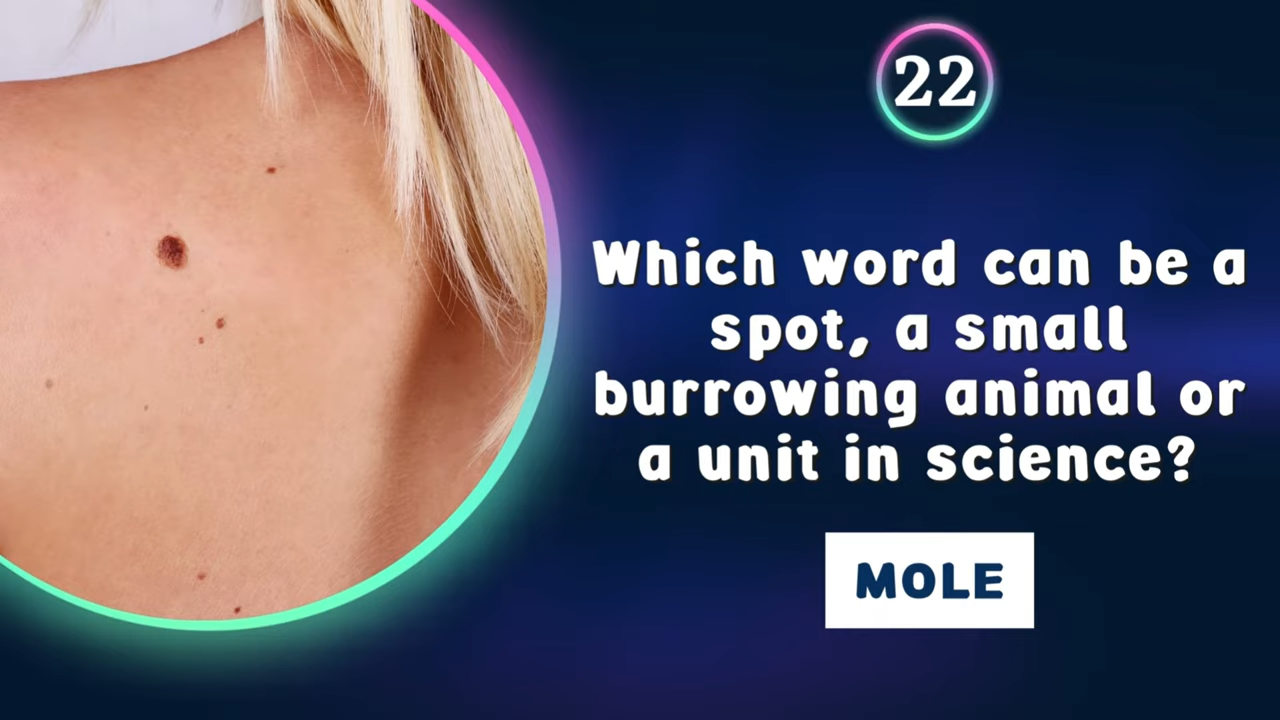 22
Which word can be a
spot, a small
burrowing animal or
a unit in science?
MOLE